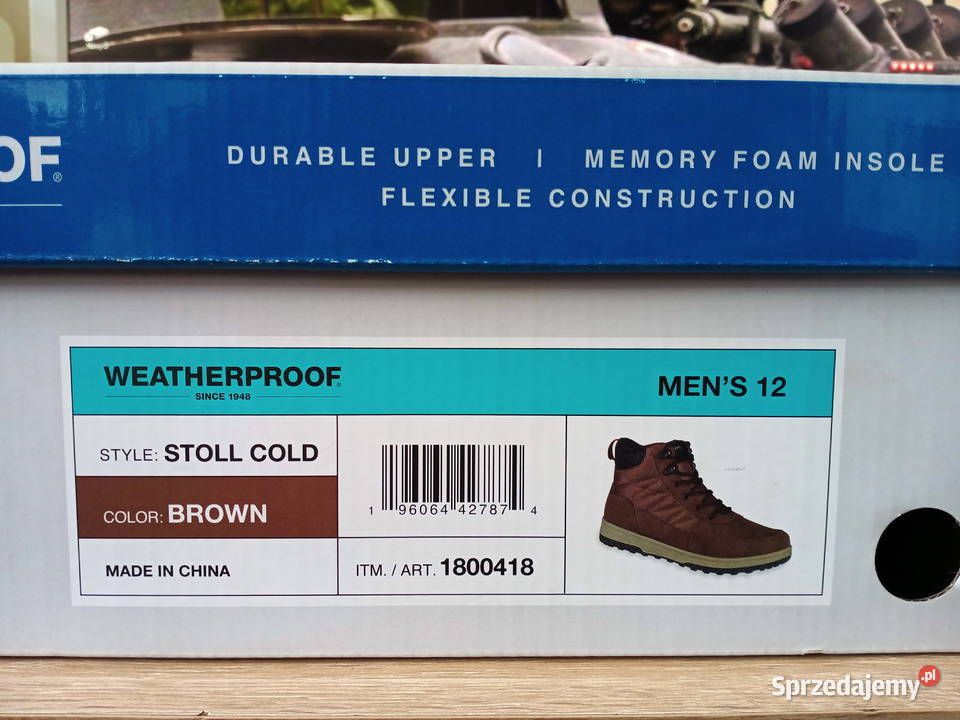 OF®
DURABLE UPPER | MEMORY FOAM INSOLE
FLEXIBLE CONSTRUCTION
WEATHERPROOF®
SINCE 1948
MEN'S 12
STYLE: STOLL COLD
COLOR: BROWN
MADE IN CHINA
1 96064 42787 4
ITM. / ART. 1800418
Sprzedajemy.pl